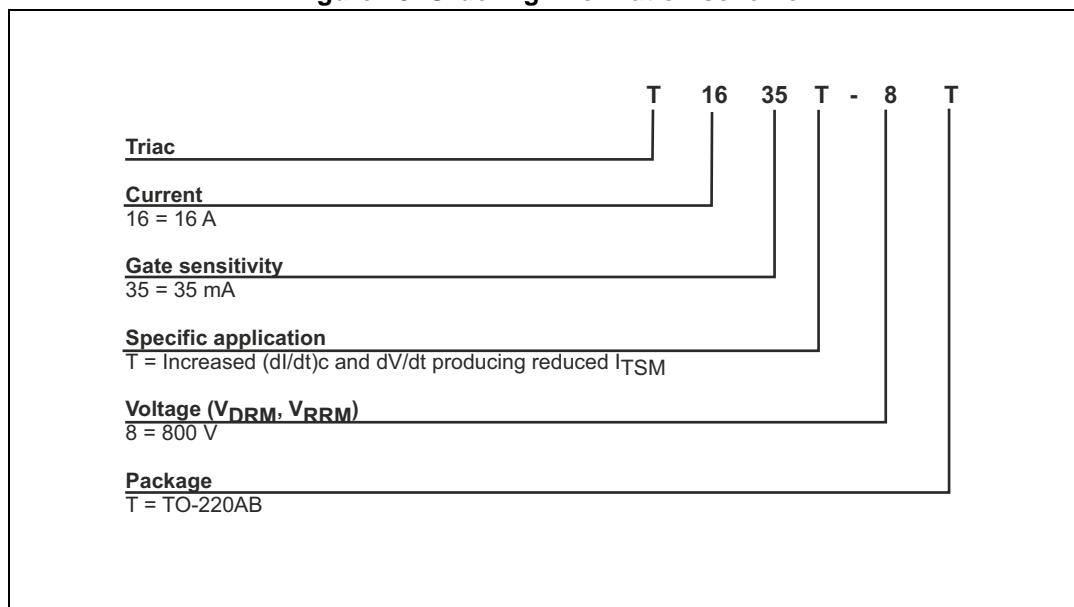 T 16 35 T - 8 T
Triac
Current
16 = 16 A
Gate sensitivity
35 = 35 mA
Specific application
T = Increased (dI/dt)c and dV/dt producing reduced ITSM
Voltage (VDRM, VRRM)
8 = 800 V
Package
T = TO-220AB